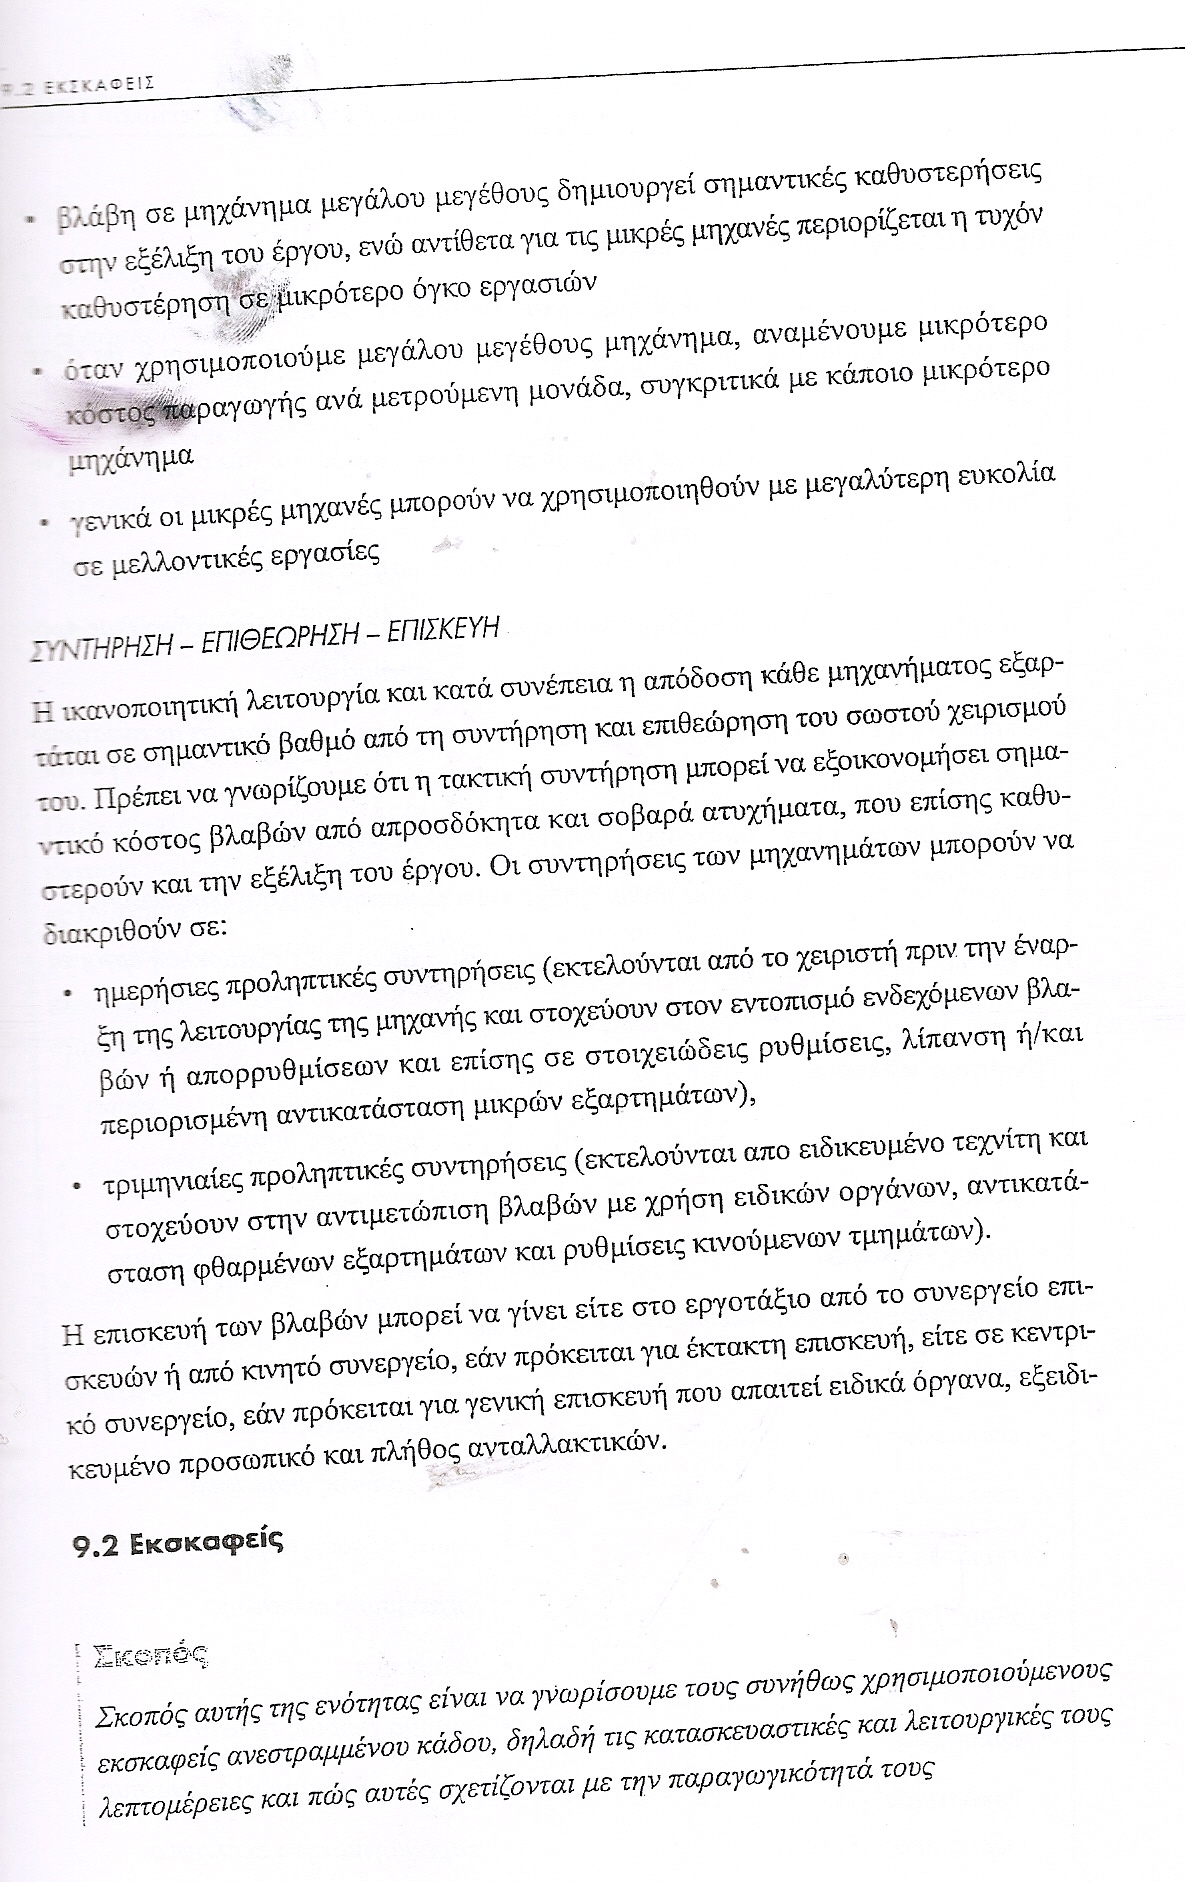 9.2 ΕΚΣΚΑΦΕΙΣ
• βλάβη σε μηχάνημα μεγάλου μεγέθους δημιουργεί σημαντικές καθυστερήσεις
στην εξέλιξη του έργου, ενώ αντίθετα για τις μικρές μηχανές περιορίζεται η τυχόν
καθυστέρηση σε μικρότερο όγκο εργασιών
• όταν χρησιμοποιούμε μεγάλου μεγέθους μηχάνημα, αναμένουμε μικρότερο
κόστος παραγωγής ανά μετρούμενη μονάδα, συγκριτικά με κάποιο μικρότερο
μηχάνημα
• γενικά οι μικρές μηχανές μπορούν να χρησιμοποιηθούν με μεγαλύτερη ευκολία
σε μελλοντικές εργασίες
ΣΥΝΤΗΡΗΣΗ – ΕΠΙΘΕΩΡΗΣΗ – ΕΠΙΣΚΕΥΗ
Η ικανοποιητική λειτουργία και κατά συνέπεια η απόδοση κάθε μηχανήματος εξαρ-
τάται σε σημαντικό βαθμό από τη συντήρηση και επιθεώρηση του σωστού χειρισμού
του. Πρέπει να γνωρίζουμε ότι η τακτική συντήρηση μπορεί να εξοικονομήσει σημα-
ντικό κόστος βλαβών από απροσδόκητα και σοβαρά ατυχήματα, που επίσης καθυ-
στερούν και την εξέλιξη του έργου. Οι συντηρήσεις των μηχανημάτων μπορούν να
διακριθούν σε:
• ημερήσιες προληπτικές συντηρήσεις (εκτελούνται από το χειριστή πριν την έναρ-
ξη της λειτουργίας της μηχανής και στοχεύουν στον εντοπισμό ενδεχόμενων βλα-
βών ή απορρυθμίσεων και επίσης σε στοιχειώδεις ρυθμίσεις, λίπανση ή/και
περιορισμένη αντικατάσταση μικρών εξαρτημάτων),
• τριμηνιαίες προληπτικές συντηρήσεις (εκτελούνται απο ειδικευμένο τεχνίτη και
στοχεύουν στην αντιμετώπιση βλαβών με χρήση ειδικών οργάνων, αντικατά-
σταση φθαρμένων εξαρτημάτων και ρυθμίσεις κινούμενων τμημάτων).
Η επισκευή των βλαβών μπορεί να γίνει είτε στο εργοτάξιο από το συνεργείο επι-
σκευών ή από κινητό συνεργείο, εάν πρόκειται για έκτακτη επισκευή, είτε σε κεντρι-
κό συνεργείο, εάν πρόκειται για γενική επισκευή που απαιτεί ειδικά όργανα, εξειδι-
κευμένο προσωπικό και πλήθος ανταλλακτικών.
9.2 Εκσκαφείς
Σκοπός
Σκοπός αυτής της ενότητας είναι να γνωρίσουμε τους συνήθως χρησιμοποιούμενους
εκσκαφείς ανεστραμμένου κάδου, δηλαδή τις κατασκευαστικές και λειτουργικές τους
λεπτομέρειες και πώς αυτές σχετίζονται με την παραγωγικότητά τους